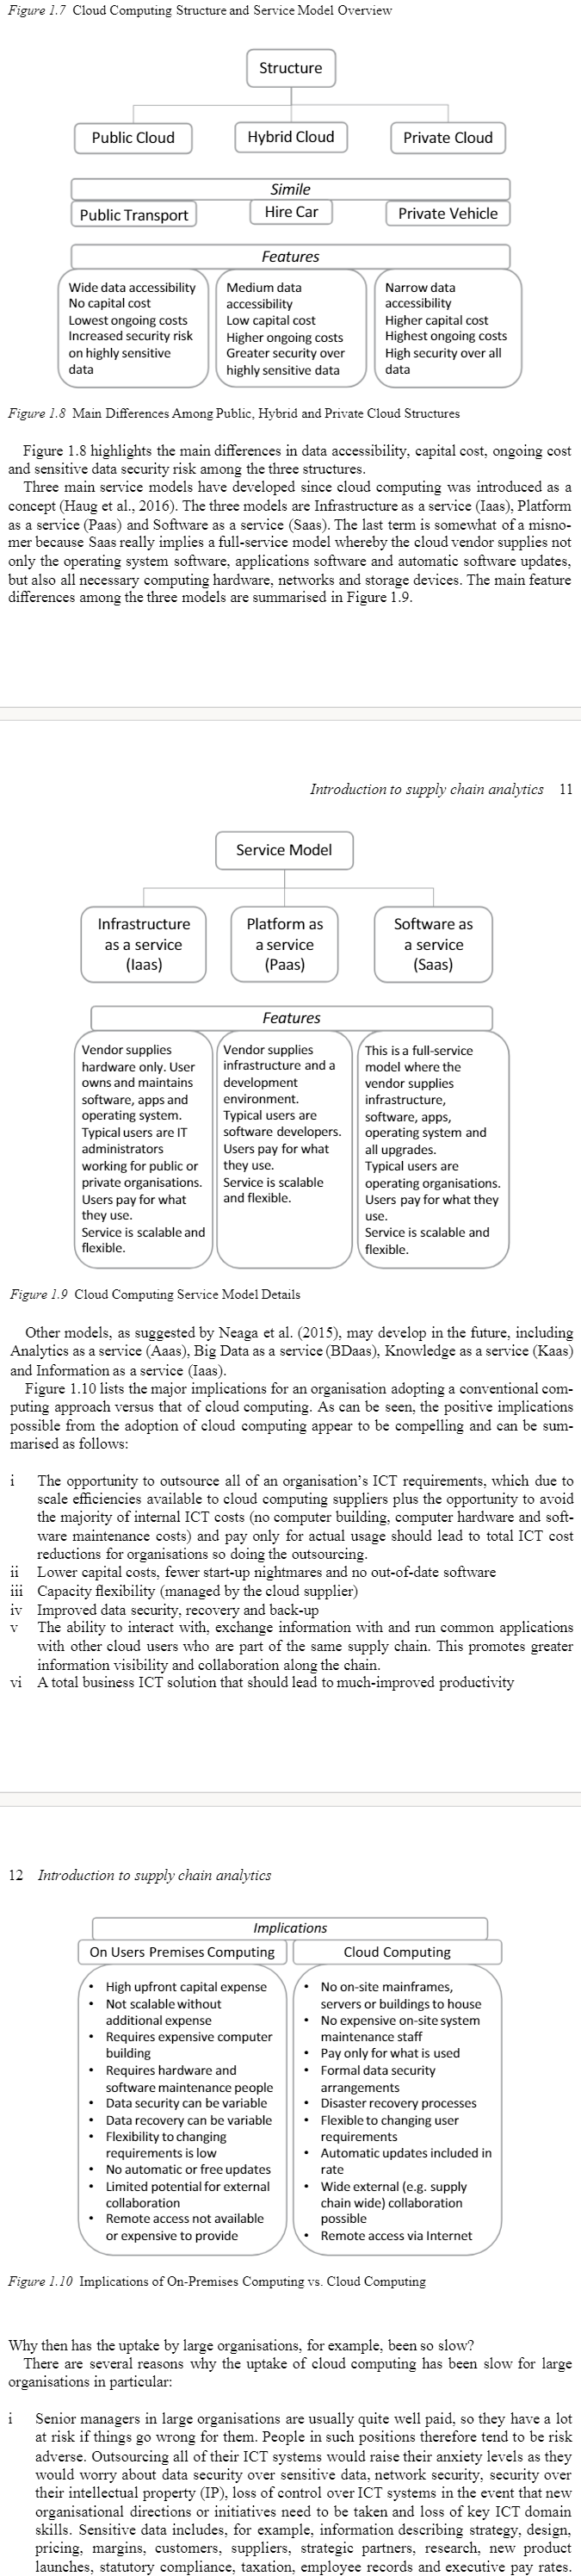 Figure 1.7 Cloud Computing Structure and Service Model Overview
Structure
Public Cloud
Hybrid Cloud
Private Cloud
Simile
Public Transport
Hire Car
Private Vehicle
Features
Wide data accessibility
No capital cost
Lowest ongoing costs
Increased security risk
on highly sensitive
data
Medium data
accessibility
Low capital cost
Higher ongoing costs
Greater security over
highly sensitive data
Narrow data
accessibility
Higher capital cost
Highest ongoing costs
High security over all
data
Figure 1.8 Main Differences Among Public, Hybrid and Private Cloud Structures
Figure 1.8 highlights the main differences in data accessibility, capital cost, ongoing cost
and sensitive data security risk among the three structures.
Three main service models have developed since cloud computing was introduced as a
concept (Haug et al., 2016). The three models are Infrastructure as a service (Iaas), Platform
as a service (Paas) and Software as a service (Saas). The last term is somewhat of a misno-
mer because Saas really implies a full-service model whereby the cloud vendor supplies not
only the operating system software, applications software and automatic software updates,
but also all necessary computing hardware, networks and storage devices. The main feature
differences among the three models are summarised in Figure 1.9.
Introduction to supply chain analytics 11
Service Model
Infrastructure
as a service
(Iaas)
Platform as
a service
(Paas)
Software as
a service
(Saas)
Features
Vendor supplies
hardware only. User
owns and maintains
software, apps and
operating system.
Typical users are IT
administrators
working for public or
private organisations.
Users pay for what
they use.
Service is scalable and
flexible.
Vendor supplies
infrastructure and a
development
environment.
Typical users are
software developers.
Users pay for what
they use.
Service is scalable
and flexible.
This is a full-service
model where the
vendor supplies
infrastructure,
software, apps,
operating system and
all upgrades.
Typical users are
operating organisations.
Users pay for what they
use.
Service is scalable and
flexible.
Figure 1.9 Cloud Computing Service Model Details
Other models, as suggested by Neaga et al. (2015), may develop in the future, including
Analytics as a service (Aaas), Big Data as a service (BDaas), Knowledge as a service (Kaas)
and Information as a service (Iaas).
Figure 1.10 lists the major implications for an organisation adopting a conventional com-
puting approach versus that of cloud computing. As can be seen, the positive implications
possible from the adoption of cloud computing appear to be compelling and can be sum-
marised as follows:
i The opportunity to outsource all of an organisation's ICT requirements, which due to
scale efficiencies available to cloud computing suppliers plus the opportunity to avoid
the majority of internal ICT costs (no computer building, computer hardware and soft-
ware maintenance costs) and pay only for actual usage should lead to total ICT cost
reductions for organisations so doing the outsourcing.
ii Lower capital costs, fewer start-up nightmares and no out-of-date software
iii Capacity flexibility (managed by the cloud supplier)
iv Improved data security, recovery and back-up
v The ability to interact with, exchange information with and run common applications
with other cloud users who are part of the same supply chain. This promotes greater
information visibility and collaboration along the chain.
vi A total business ICT solution that should lead to much-improved productivity
12 Introduction to supply chain analytics
Implications
On Users Premises Computing
Cloud Computing
• High upfront capital expense
• Not scalable without
additional expense
• Requires expensive computer
building
• Requires hardware and
software maintenance people
• Data security can be variable
• Data recovery can be variable
• Flexibility to changing
requirements is low
• No automatic or free updates
• Limited potential for external
collaboration
• Remote access not available
or expensive to provide
• No on-site mainframes,
servers or buildings to house
• No expensive on-site system
maintenance staff
• Pay only for what is used
• Formal data security
arrangements
• Disaster recovery processes
• Flexible to changing user
requirements
• Automatic updates included in
rate
• Wide external (e.g. supply
chain wide) collaboration
possible
• Remote access via Internet
Figure 1.10 Implications of On-Premises Computing vs. Cloud Computing
Why then has the uptake by large organisations, for example, been so slow?
There are several reasons why the uptake of cloud computing has been slow for large
organisations in particular:
i Senior managers in large organisations are usually quite well paid, so they have a lot
at risk if things go wrong for them. People in such positions therefore tend to be risk
adverse. Outsourcing all of their ICT systems would raise their anxiety levels as they
would worry about data security over sensitive data, network security, security over
their intellectual property (IP), loss of control over ICT systems in the event that new
organisational directions or initiatives need to be taken and loss of key ICT domain
skills. Sensitive data includes, for example, information describing strategy, design,
pricing, margins, customers, suppliers, strategic partners, research, new product
launches, statutory compliance, taxation, employee records and executive pay rates.